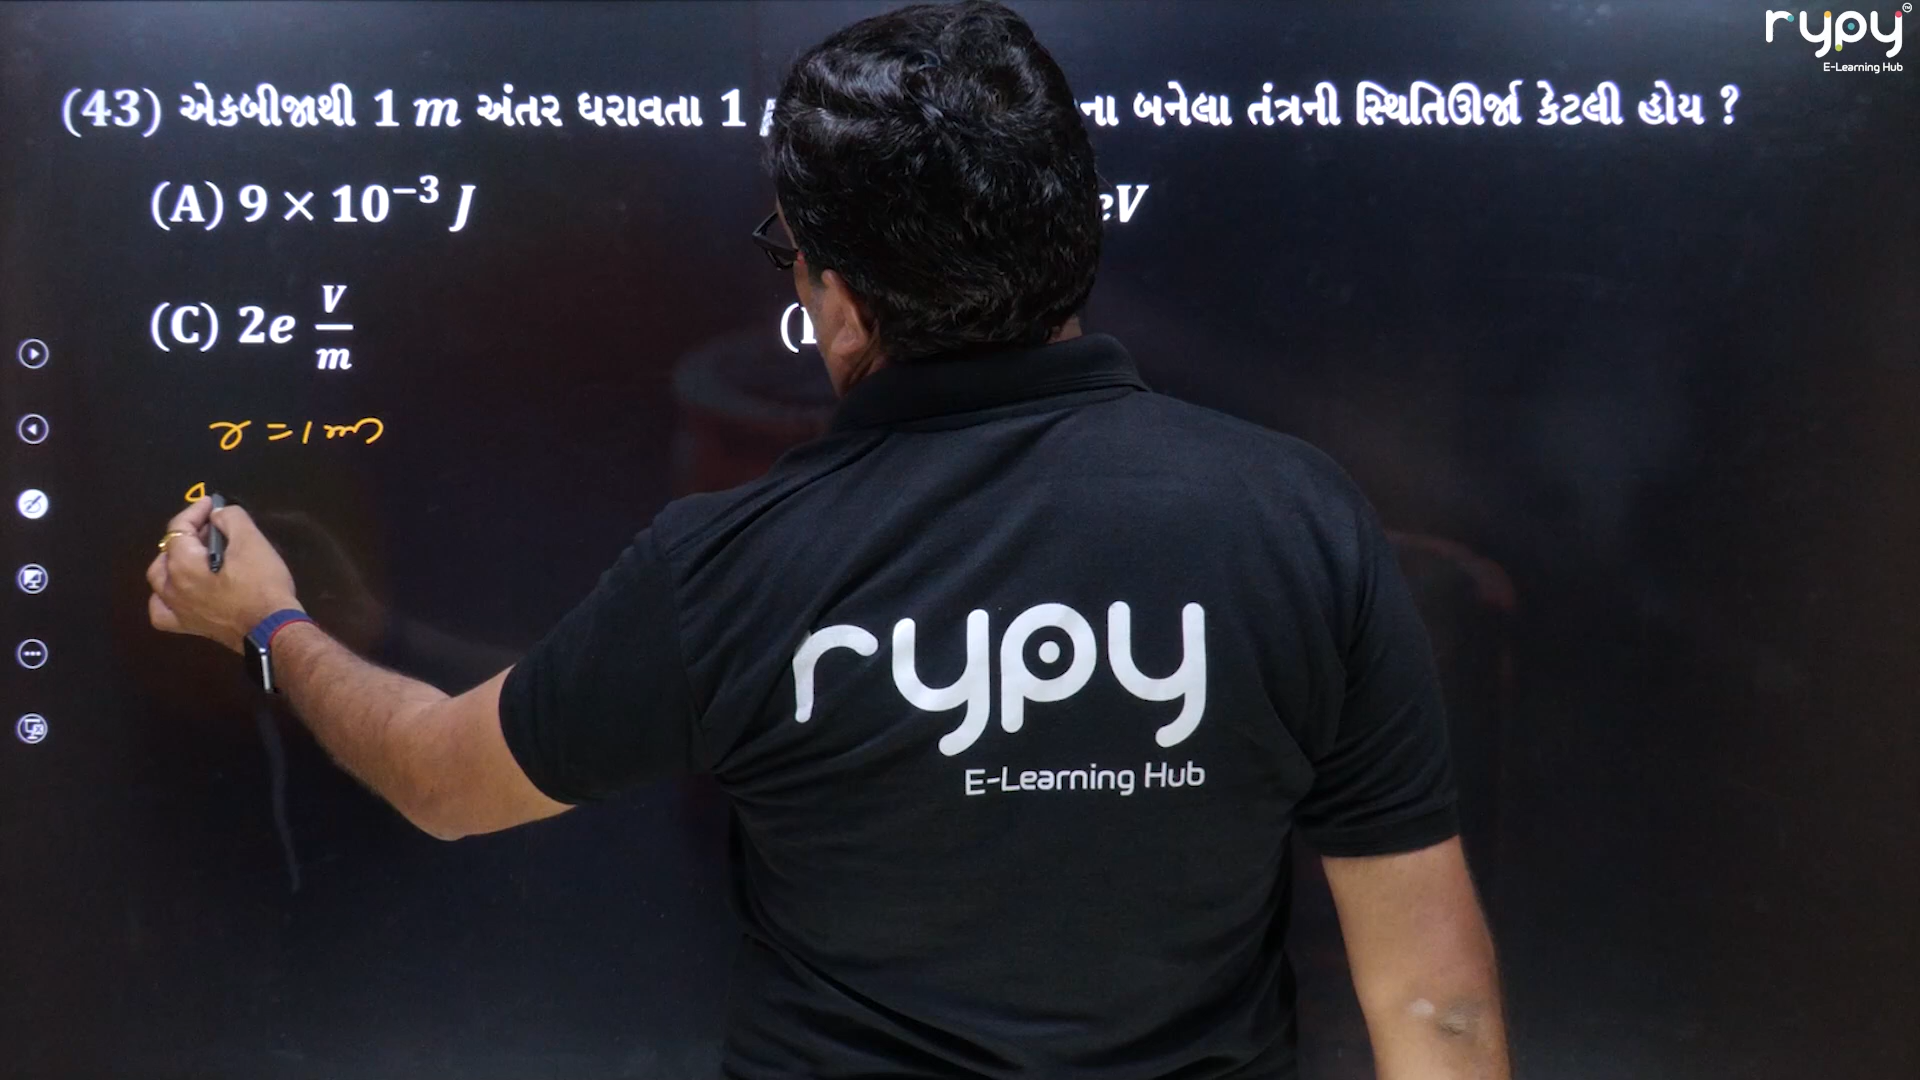 rypy
E-Learning Hub
(43) એકબીજાથી 1 m અંતર ધરાવતા 1 બનેલા તંત્રની સ્થિતિઊર્જા કેટલી હોય ?
(A) 9 × 10⁻³ J
eV
(C) 2e V/m
r = 1 m
rypy
E-Learning Hub